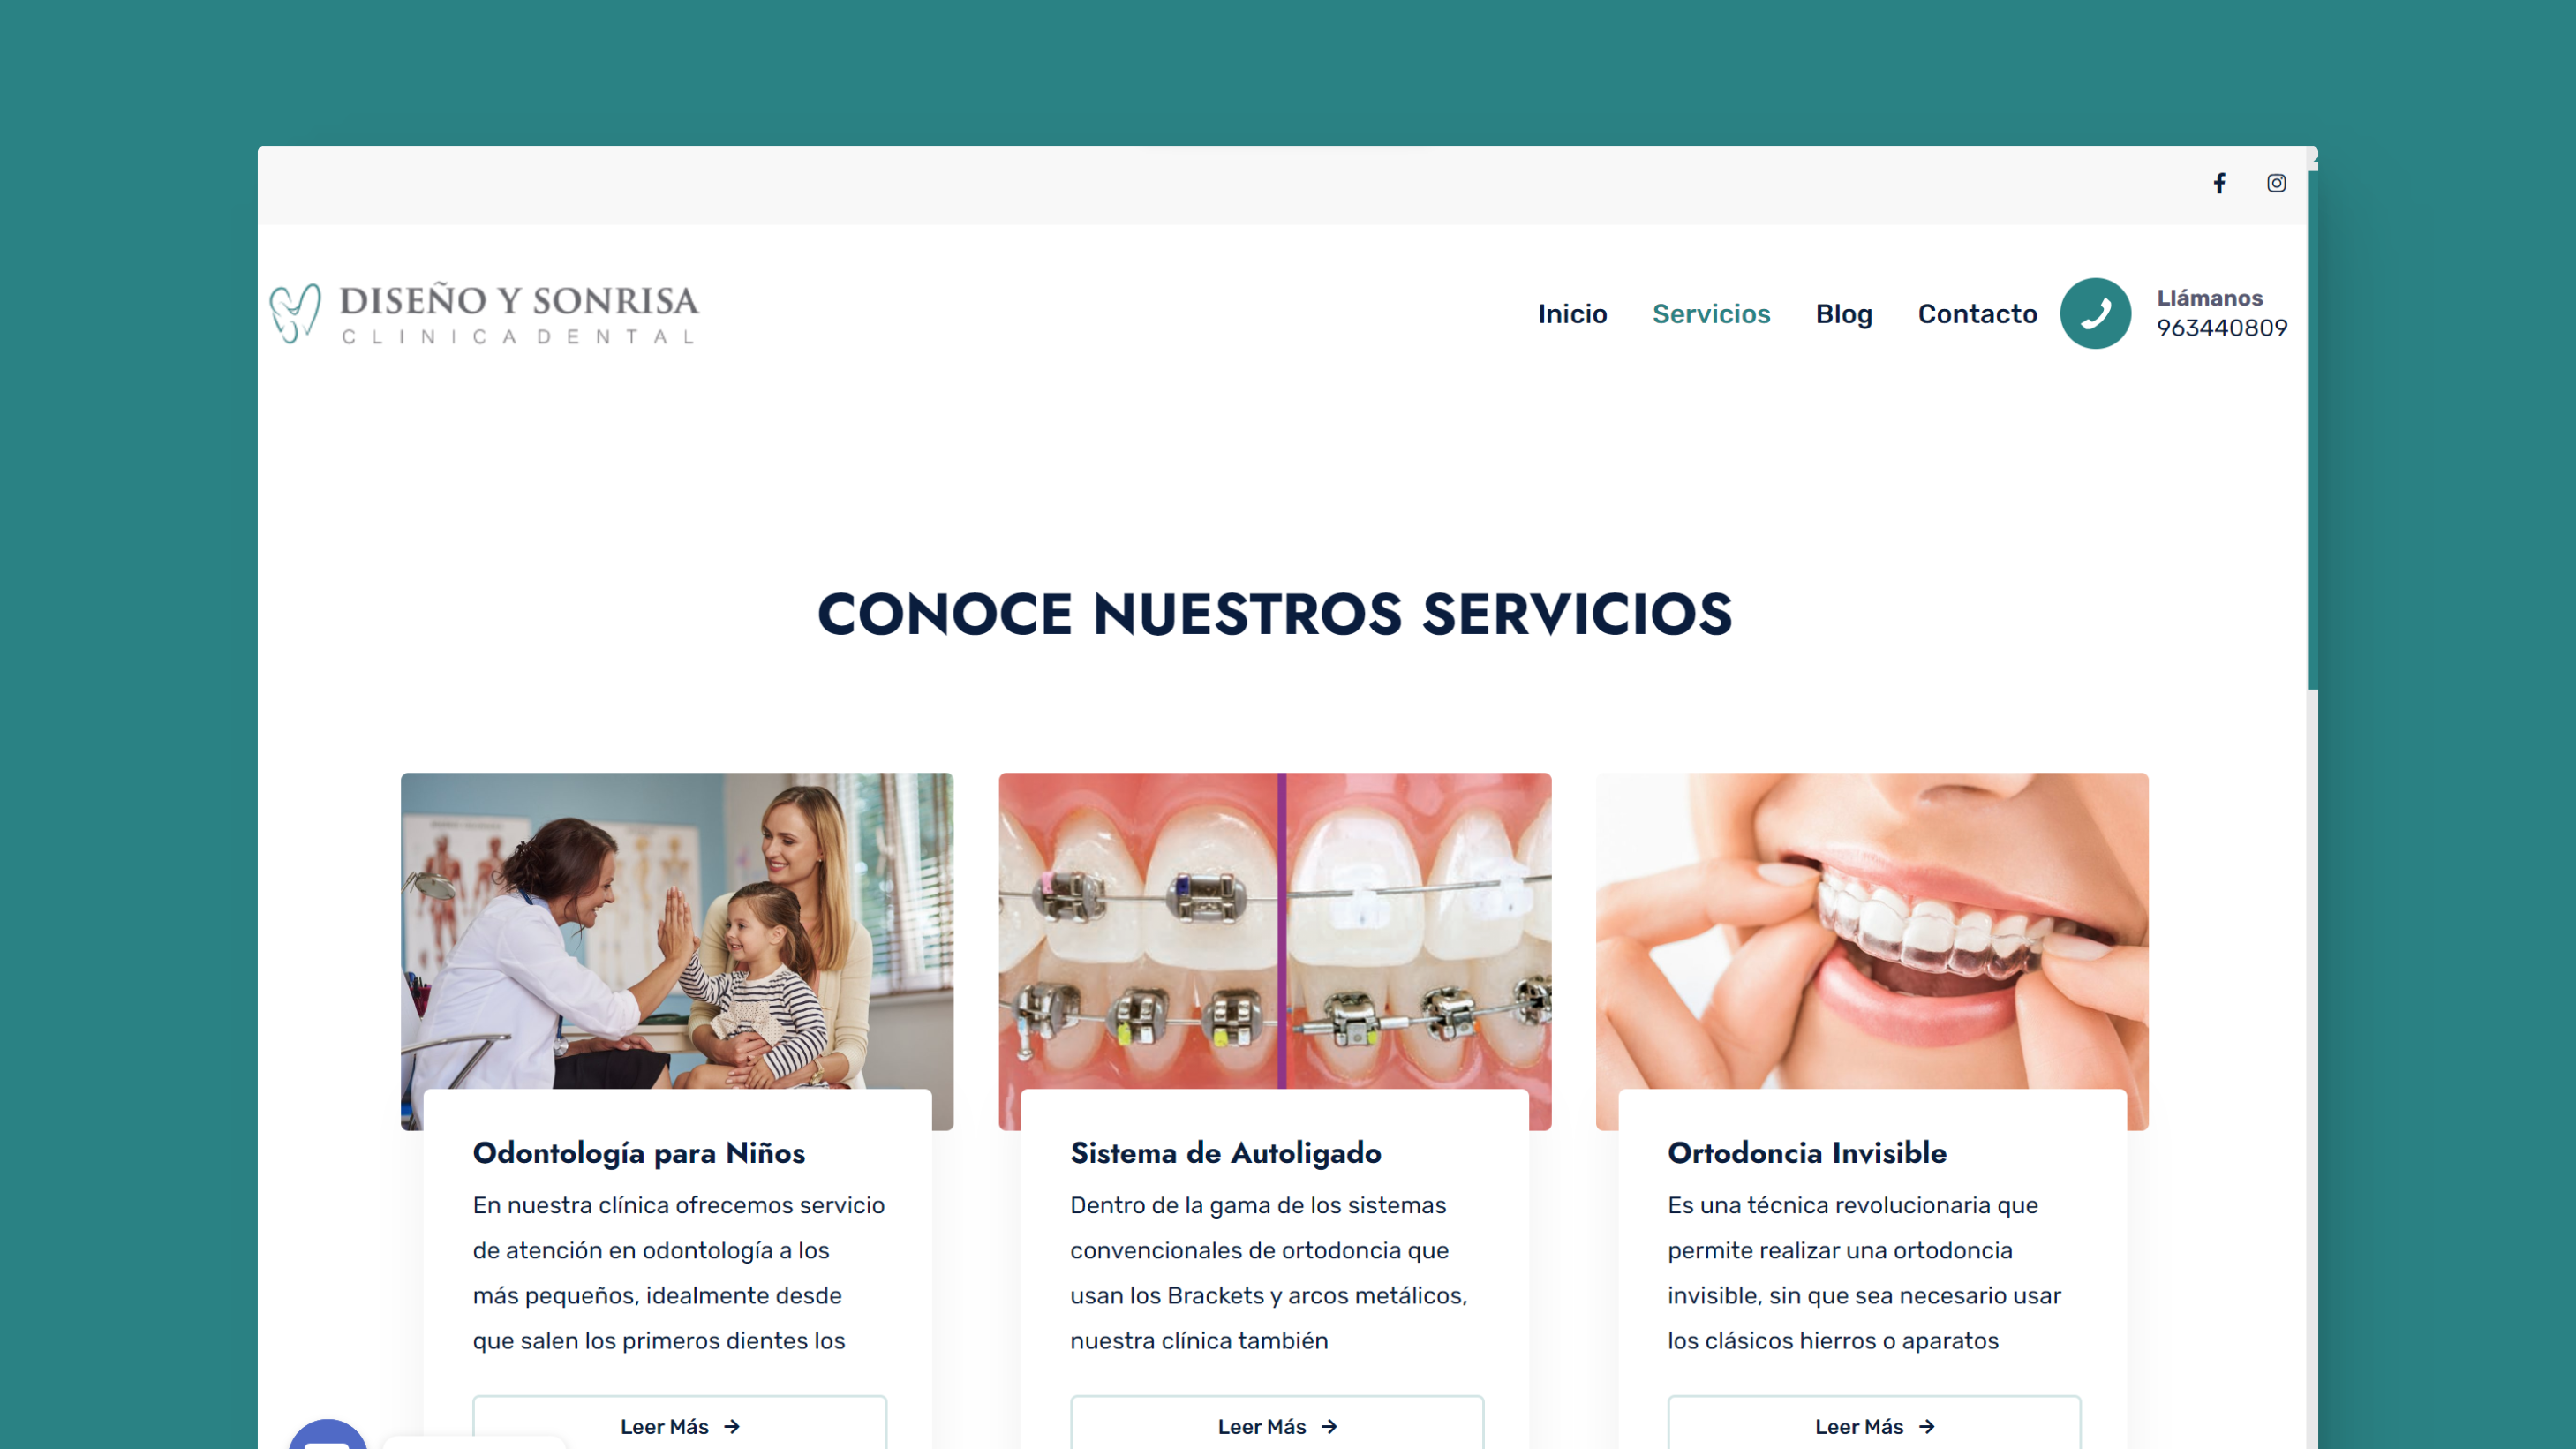 DISEÑO Y SONRISA
CLINICA DENTAL
Inicio
Servicios
Blog
Contacto
Llámanos
963440809
CONOCE NUESTROS SERVICIOS
Odontología para Niños
En nuestra clínica ofrecemos servicio
de atención en odontología a los
más pequeños, idealmente desde
que salen los primeros dientes los
Leer Más
Sistema de Autoligado
Dentro de la gama de los sistemas
convencionales de ortodoncia que
usan los Brackets y arcos metálicos,
nuestra clínica también
Leer Más
Ortodoncia Invisible
Es una técnica revolucionaria que
permite realizar una ortodoncia
invisible, sin que sea necesario usar
los clásicos hierros o aparatos
Leer Más